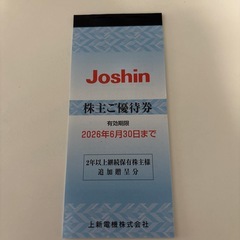 Joshin
株主ご優待券
有効期限
2026年6月30日まで
2年以上継続保有株主様
追加贈呈分
上新電機株式会社